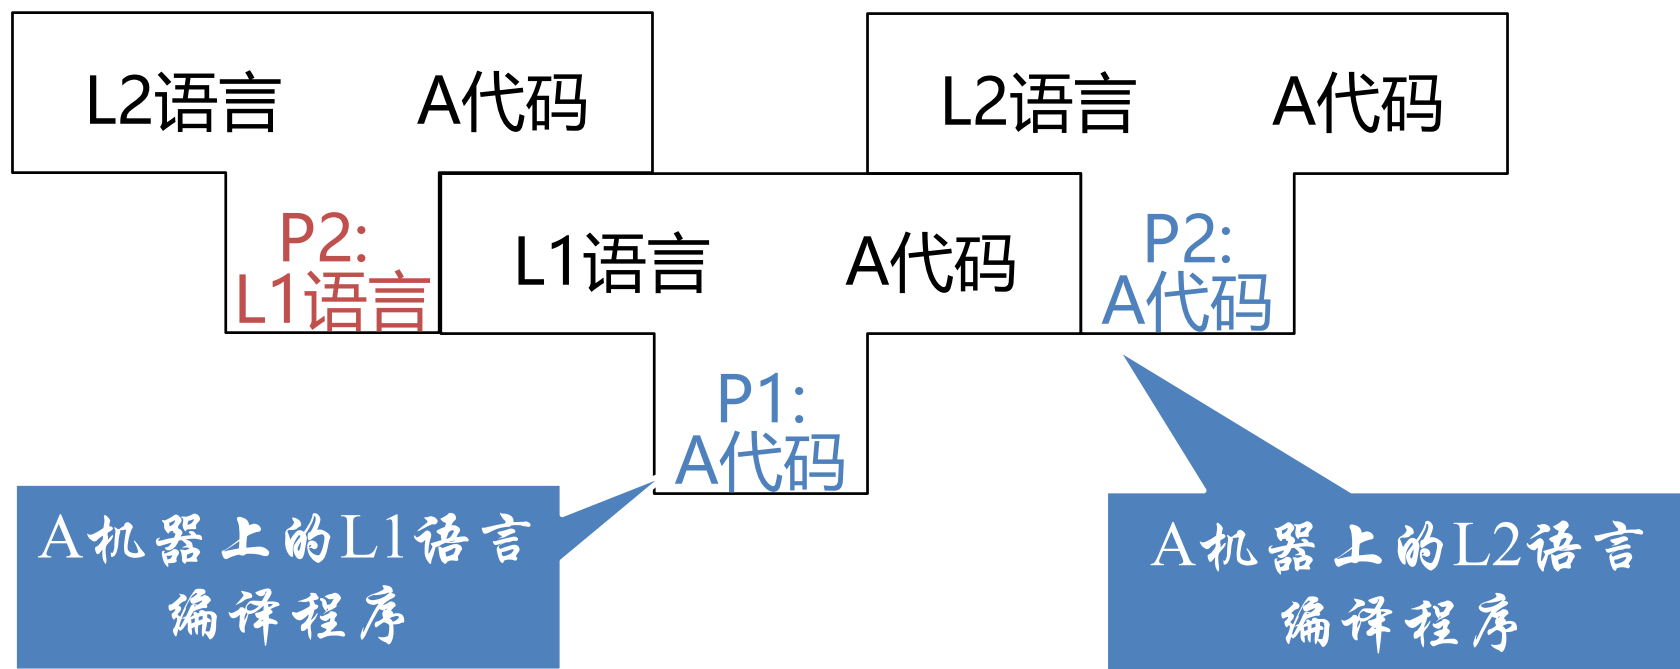 L2语言 A代码
L2语言 A代码
P2:
L1语言
L1语言 A代码
P2:
A代码
P1:
A代码
A机器上的L1语言
编译程序
A机器上的L2语言
编译程序